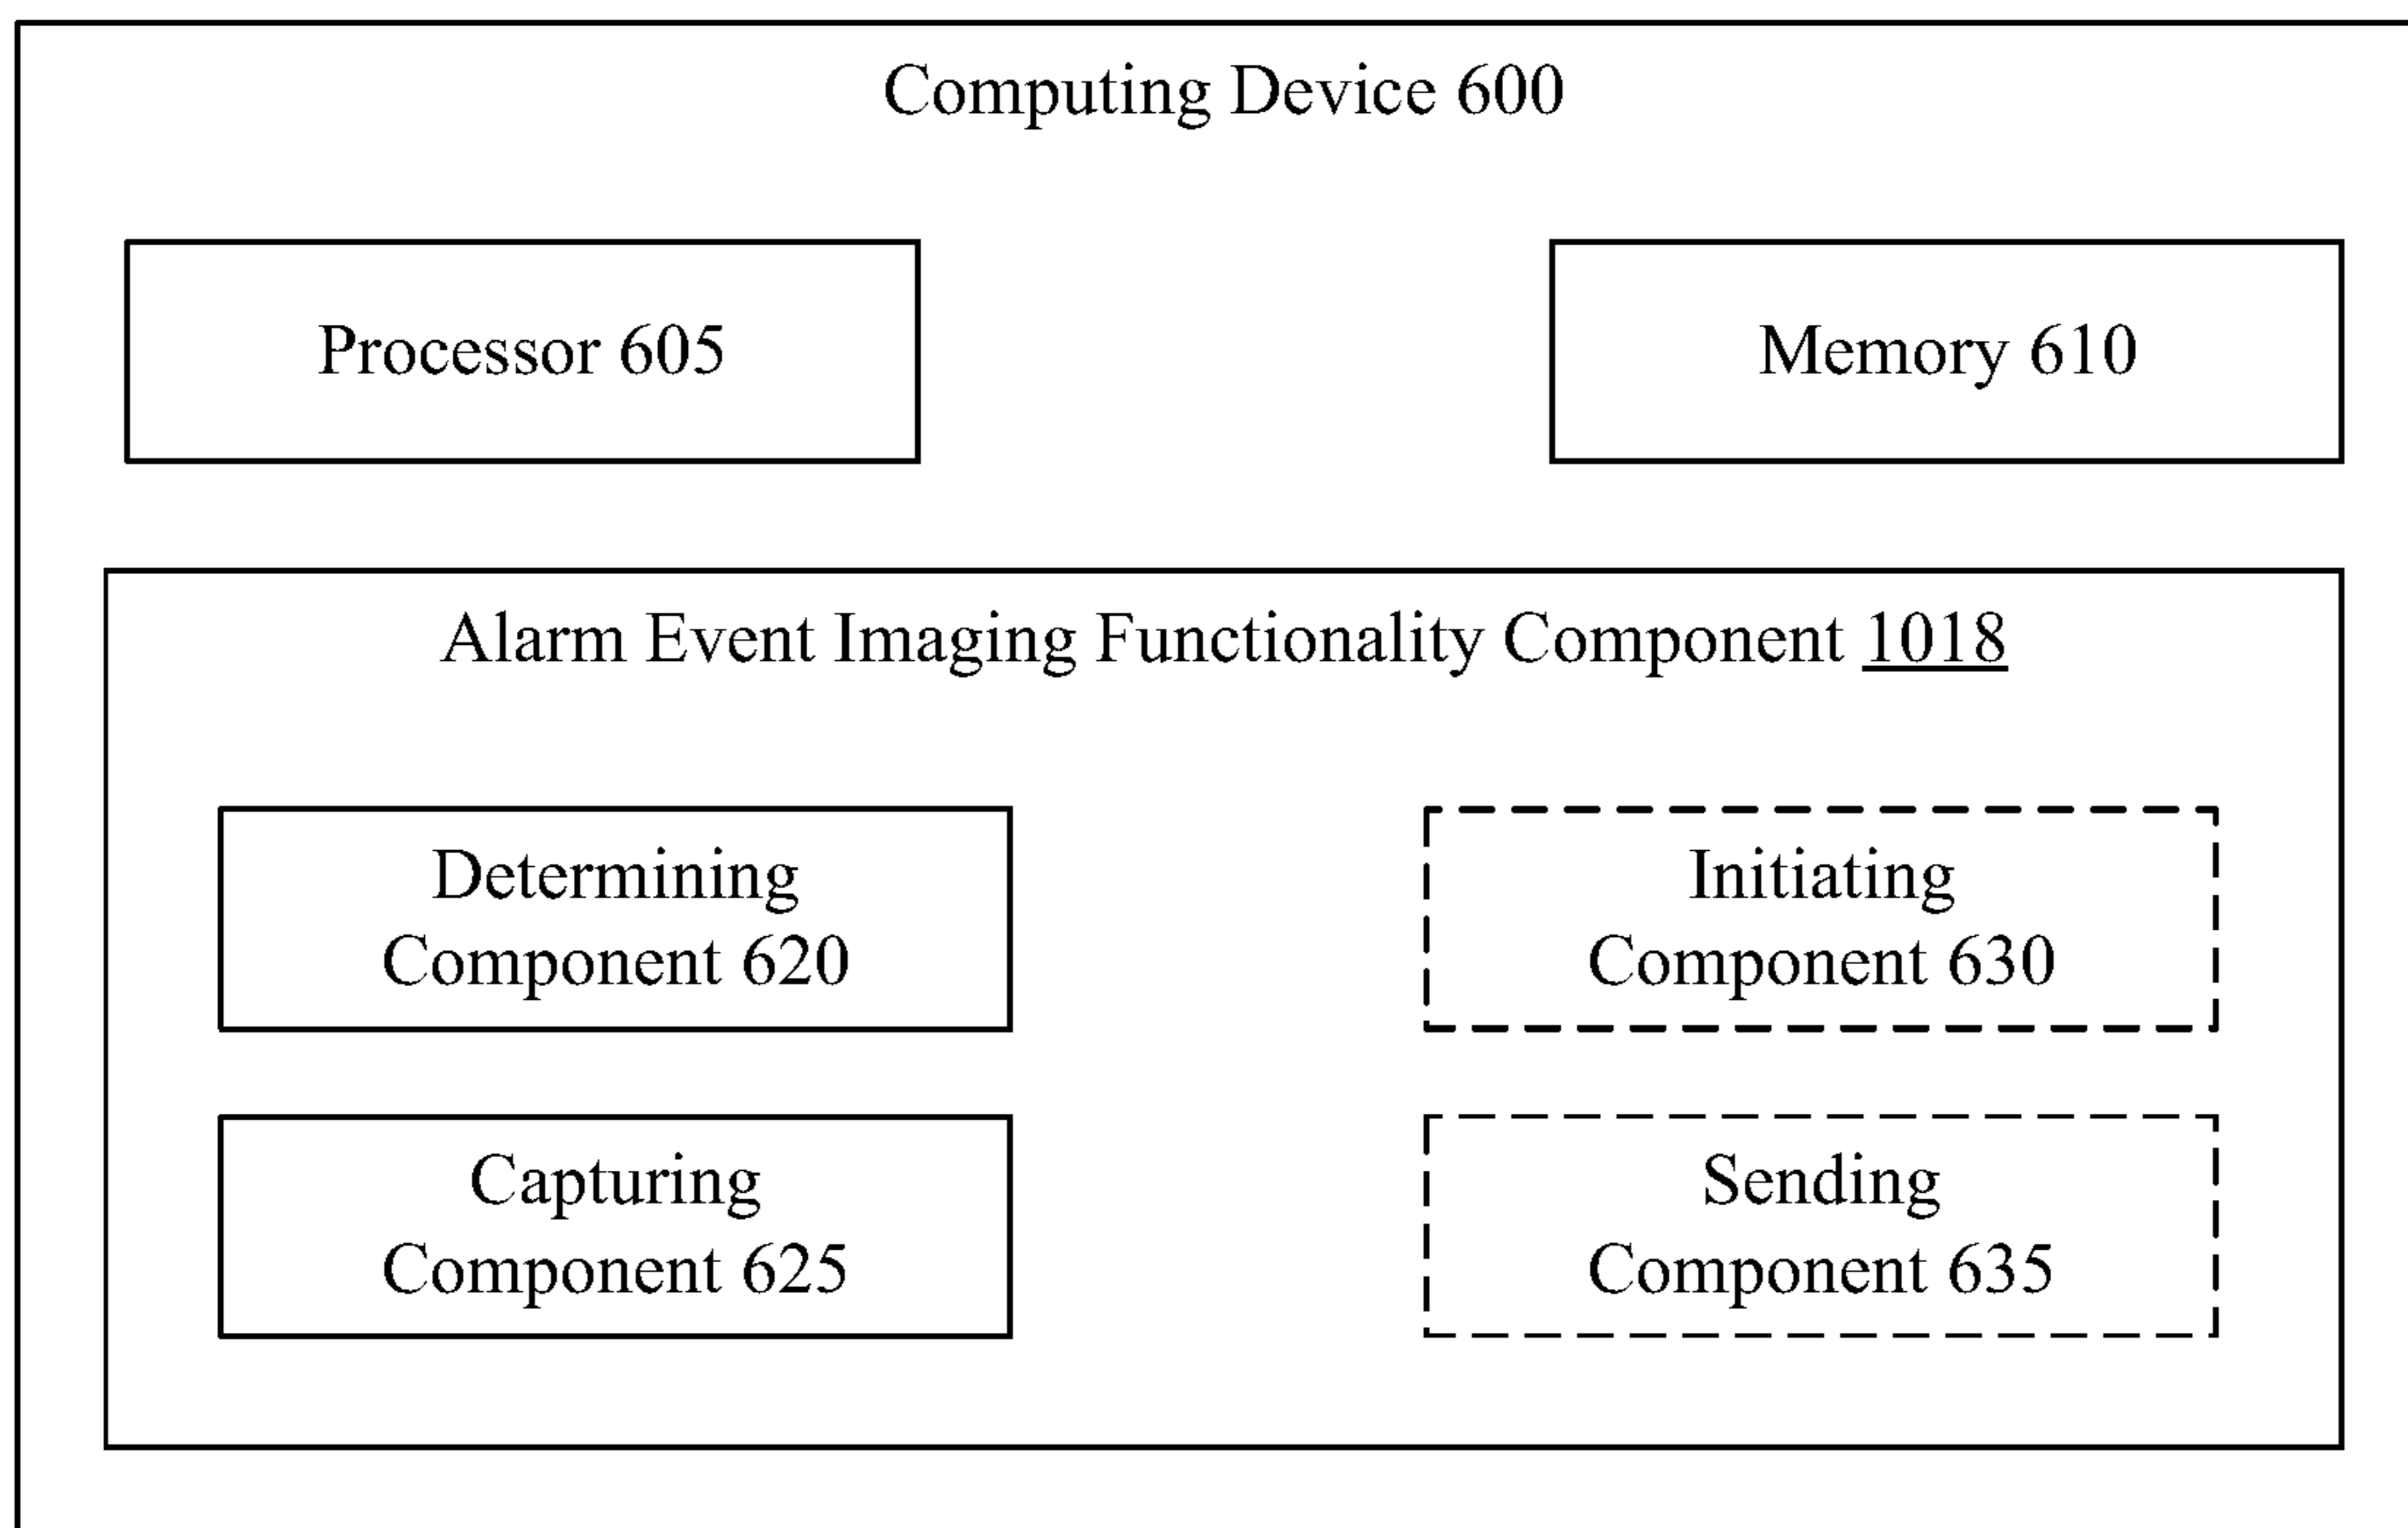 Computing Device 600
Processor 605
Memory 610
Alarm Event Imaging Functionality Component 1018
Determining
Component 620
Initiating
Component 630
Capturing
Component 625
Sending
Component 635